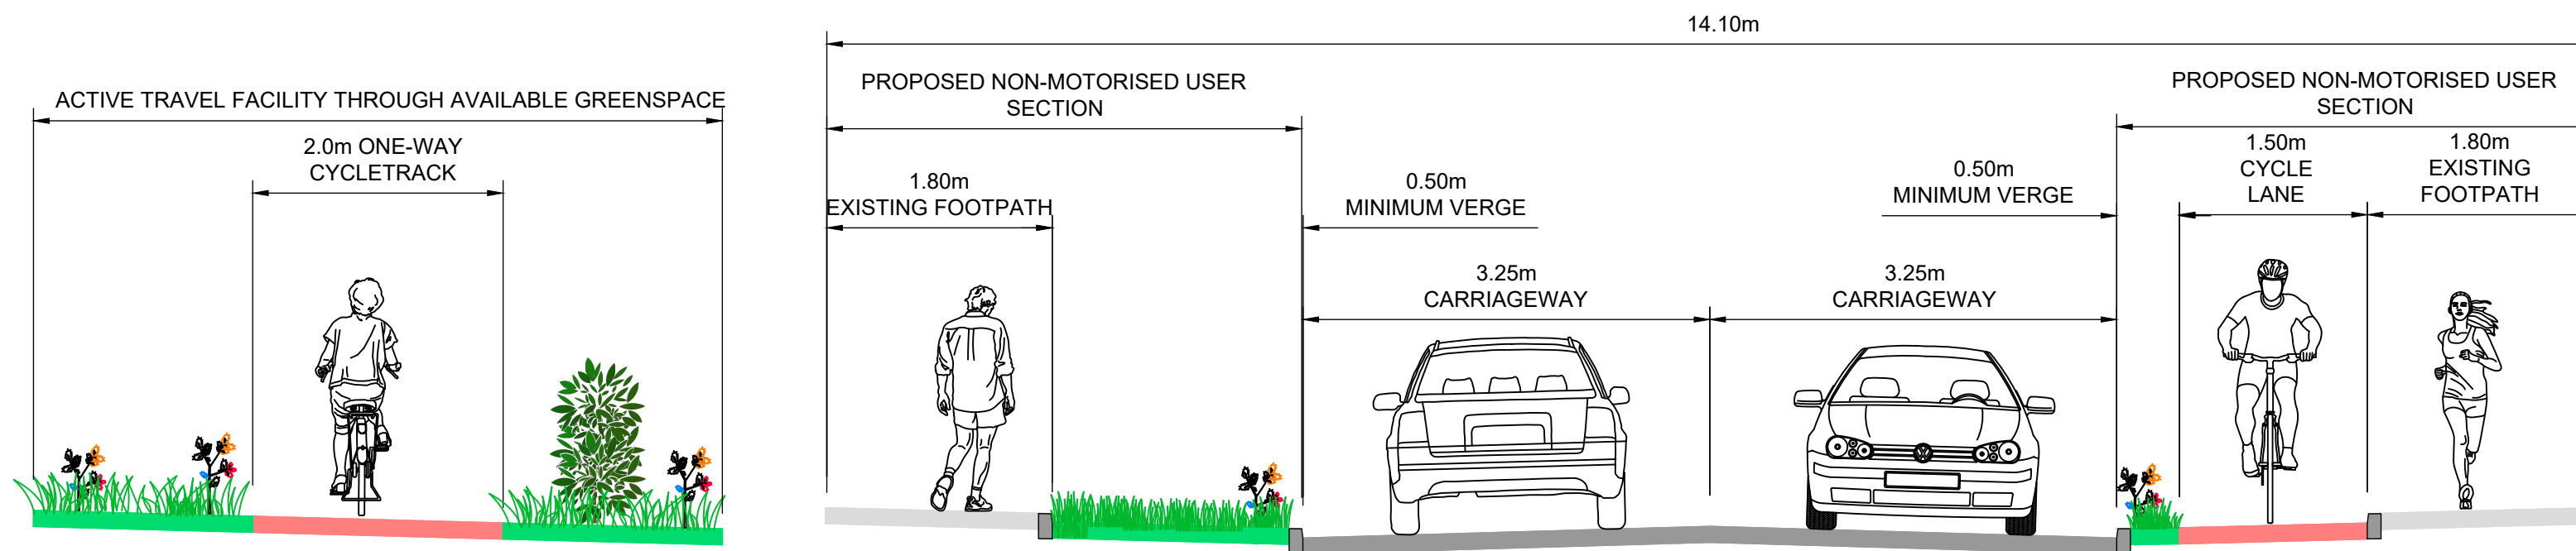 ACTIVE TRAVEL FACILITY THROUGH AVAILABLE GREENSPACE
2.0m ONE-WAY
CYCLETRACK
14.10m
PROPOSED NON-MOTORISED USER
SECTION
1.80m
EXISTING FOOTPATH
0.50m
MINIMUM VERGE
3.25m
CARRIAGEWAY
3.25m
CARRIAGEWAY
0.50m
MINIMUM VERGE
PROPOSED NON-MOTORISED USER
SECTION
1.50m
CYCLE
LANE
1.80m
EXISTING
FOOTPATH